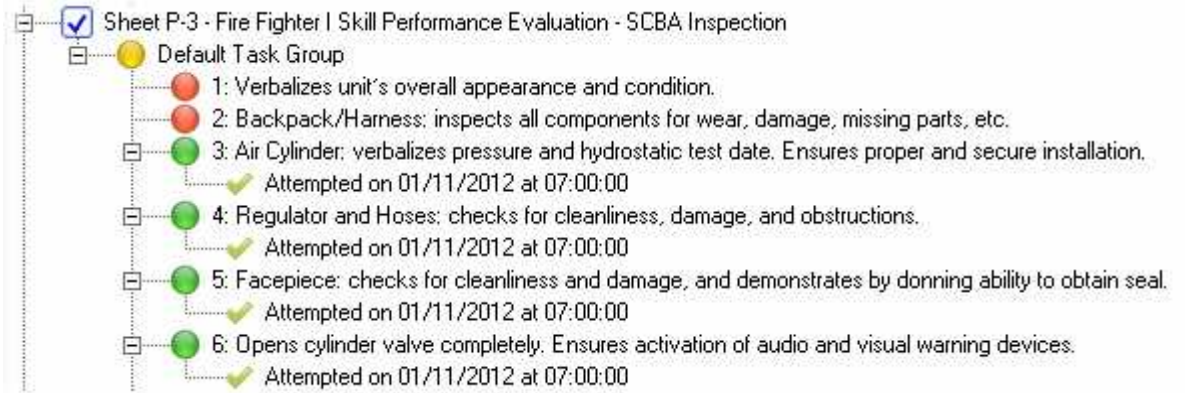 Sheet P-3 - Fire Fighter I Skill Performance Evaluation - SCBA Inspection
Default Task Group
1: Verbalizes unit´s overall appearance and condition.
2: Backpack/Harness: inspects all components for wear, damage, missing parts, etc.
3: Air Cylinder: verbalizes pressure and hydrostatic test date. Ensures proper and secure installation.
Attempted on 01/11/2012 at 07:00:00
4: Regulator and Hoses: checks for cleanliness, damage, and obstructions.
Attempted on 01/11/2012 at 07:00:00
5: Facepiece: checks for cleanliness and damage, and demonstrates by donning ability to obtain seal.
Attempted on 01/11/2012 at 07:00:00
6: Opens cylinder valve completely. Ensures activation of audio and visual warning devices.
Attempted on 01/11/2012 at 07:00:00